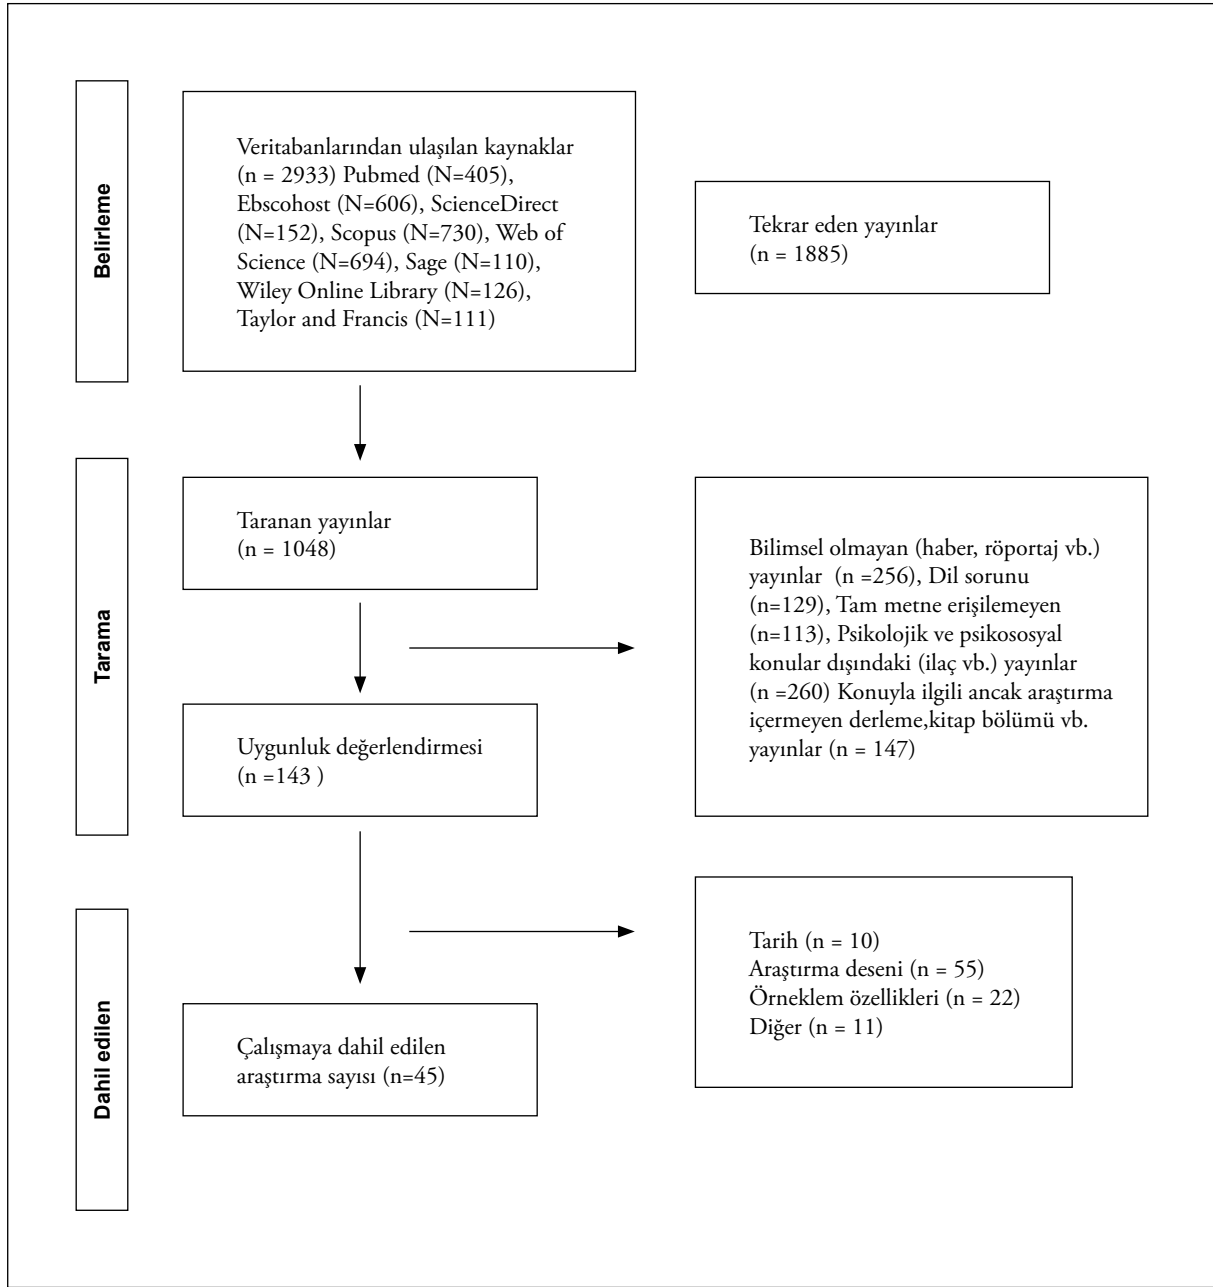 Belirleme
Veritabanlarından ulaşılan kaynaklar
(n = 2933) Pubmed (N=405),
Ebscohost (N=606), ScienceDirect
(N=152), Scopus (N=730), Web of
Science (N=694), Sage (N=110),
Wiley Online Library (N=126),
Taylor and Francis (N=111)
Tekrar eden yayınlar
(n = 1885)
Tarama
Taranan yayınlar
(n = 1048)
Bilimsel olmayan (haber, röportaj vb.)
yayınlar (n =256), Dil sorunu
(n=129), Tam metne erişilemeyen
(n=113), Psikolojik ve psikososyal
konular dışındaki (ilaç vb.) yayınlar
(n =260) Konuyla ilgili ancak araştırma
içermeyen derleme,kitap bölümü vb.
yayınlar (n = 147)
Uygunluk değerlendirmesi
(n =143 )
Dahil edilen
Tarih (n = 10)
Araştırma deseni (n = 55)
Örneklem özellikleri (n = 22)
Diğer (n = 11)
Çalışmaya dahil edilen
araştırma sayısı (n=45)